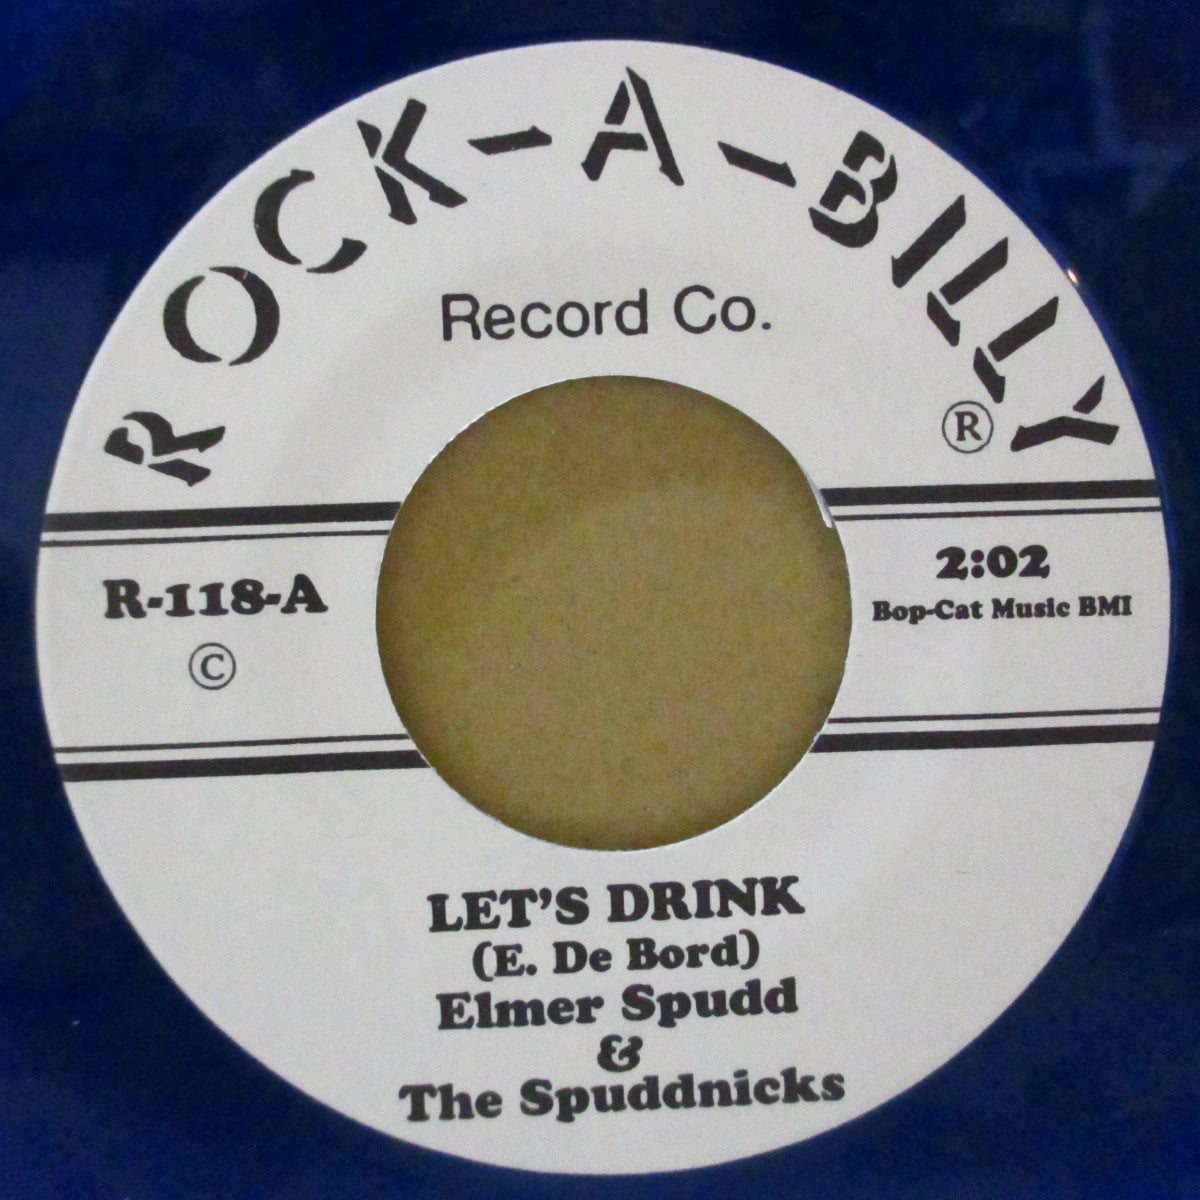 ROCK-A-BILLY
Record Co.
®
R-118-A
©
2:02
Bop-Cat Music BMI
LET'S DRINK
(E. De Bord)
Elmer Spudd
&
The Spuddnicks